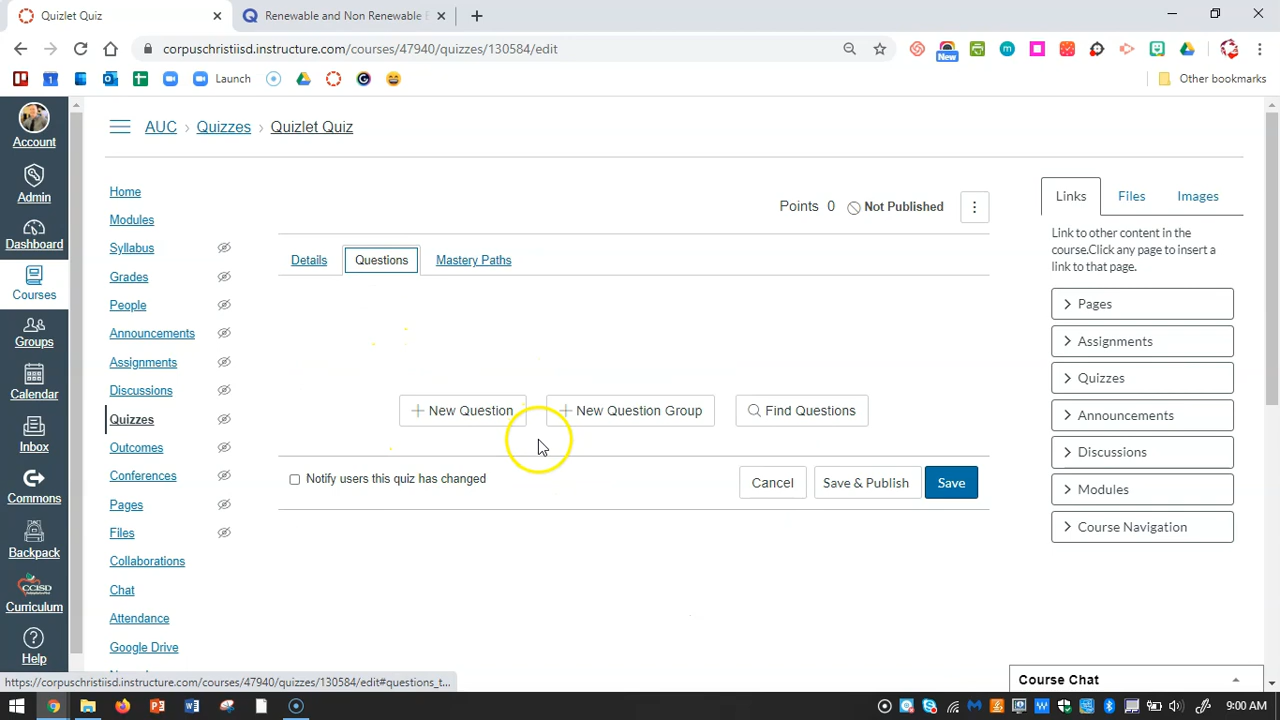 Quizlet Quiz
Renewable and Non Renewable E
corpuschristiisd.instructure.com/courses/47940/quizzes/130584/edit
New
Launch
Other bookmarks
Account
Admin
Dashboard
Courses
Groups
Calendar
Inbox
Commons
Backpack
CCISD
Curriculum
Help
AUC > Quizzes > Quizlet Quiz
Home
Modules
Syllabus
Grades
People
Announcements
Assignments
Discussions
Quizzes
Outcomes
Conferences
Pages
Files
Collaborations
Chat
Attendance
Google Drive
Points 0 Not Published
Details Questions Mastery Paths
+ New Question + New Question Group Find Questions
Notify users this quiz has changed
Cancel Save & Publish Save
Links Files Images
Link to other content in the
course.Click any page to insert a
link to that page.
Pages
Assignments
Quizzes
Announcements
Discussions
Modules
Course Navigation
Course Chat
https://corpuschristiisd.instructure.com/courses/47940/quizzes/130584/edit#questions_t...
9:00 AM